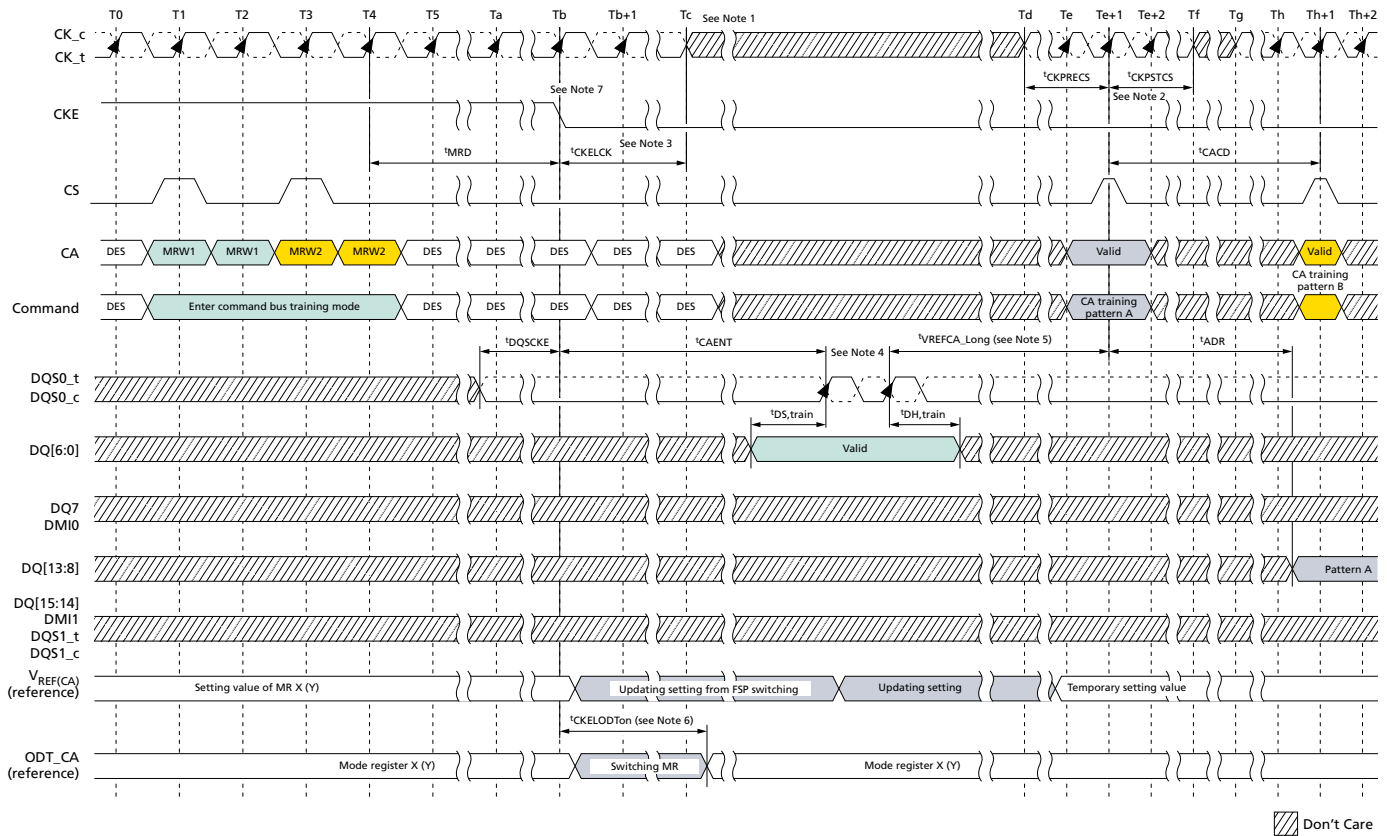 T0 T1 T2 T3 T4 T5 Ta Tb Tb+1 Tc Td Te Te+1 Te+2 Tf Tg Th Th+1 Th+2
See Note 1
CK_c
CK_t
tCKPRECS tCKPSTCS
See Note 7 See Note 2
CKE
See Note 3
tMRD tCKELCK tCACD
CS
CA DES MRW1 MRW1 MRW2 MRW2 DES DES DES DES DES Valid Valid
CA training
pattern B
Command DES Enter command bus training mode DES DES DES DES DES CA training
pattern A
tDQSCKE tCAENT See Note 4 tVREFCA_Long (see Note 5) tADR
DQS0_t
DQS0_c
tDS,train tDH,train
DQ[6:0] Valid
DQ7
DMI0
DQ[13:8] Pattern A
DQ[15:14]
DMI1
DQS1_t
DQS1_c
VREF(CA)
(reference) Setting value of MR X (Y) Updating setting from FSP switching Updating setting Temporary setting value
tCKELODTon (see Note 6)
ODT_CA
(reference) Mode register X (Y) Switching MR Mode register X (Y)
Don't Care